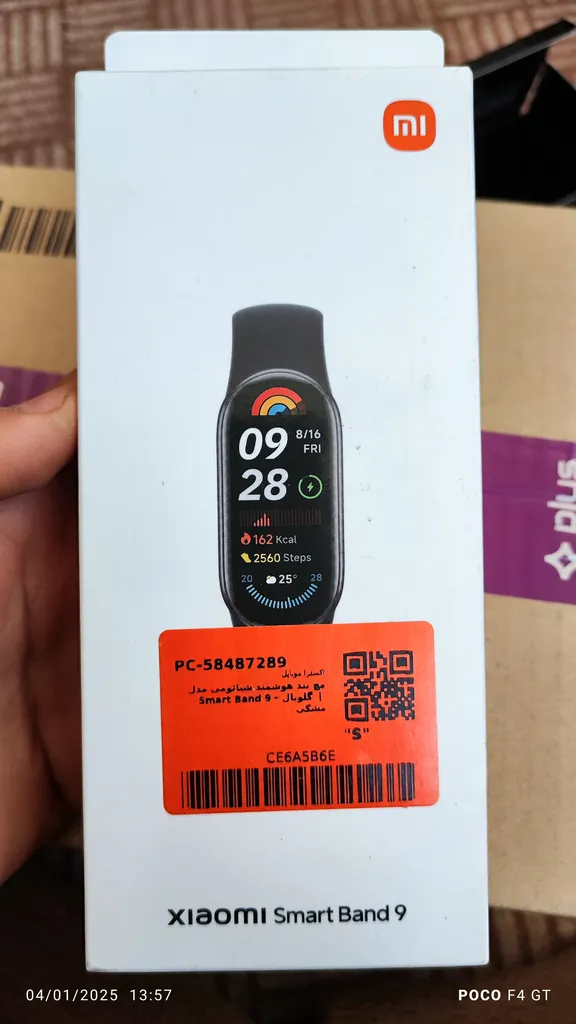 mi
09
8/16
FRI
28
162 Kcal
2560 Steps
20
25°
28
PC-58487289
اکسترا موبایل
مچ بند هوشمند شیائومی مدل
Smart Band 9 - گلوبال |
مشکی
"S"
CE6A5B6E
xiaomi Smart Band 9
plus
04/01/2025 13:57
POCO F4 GT